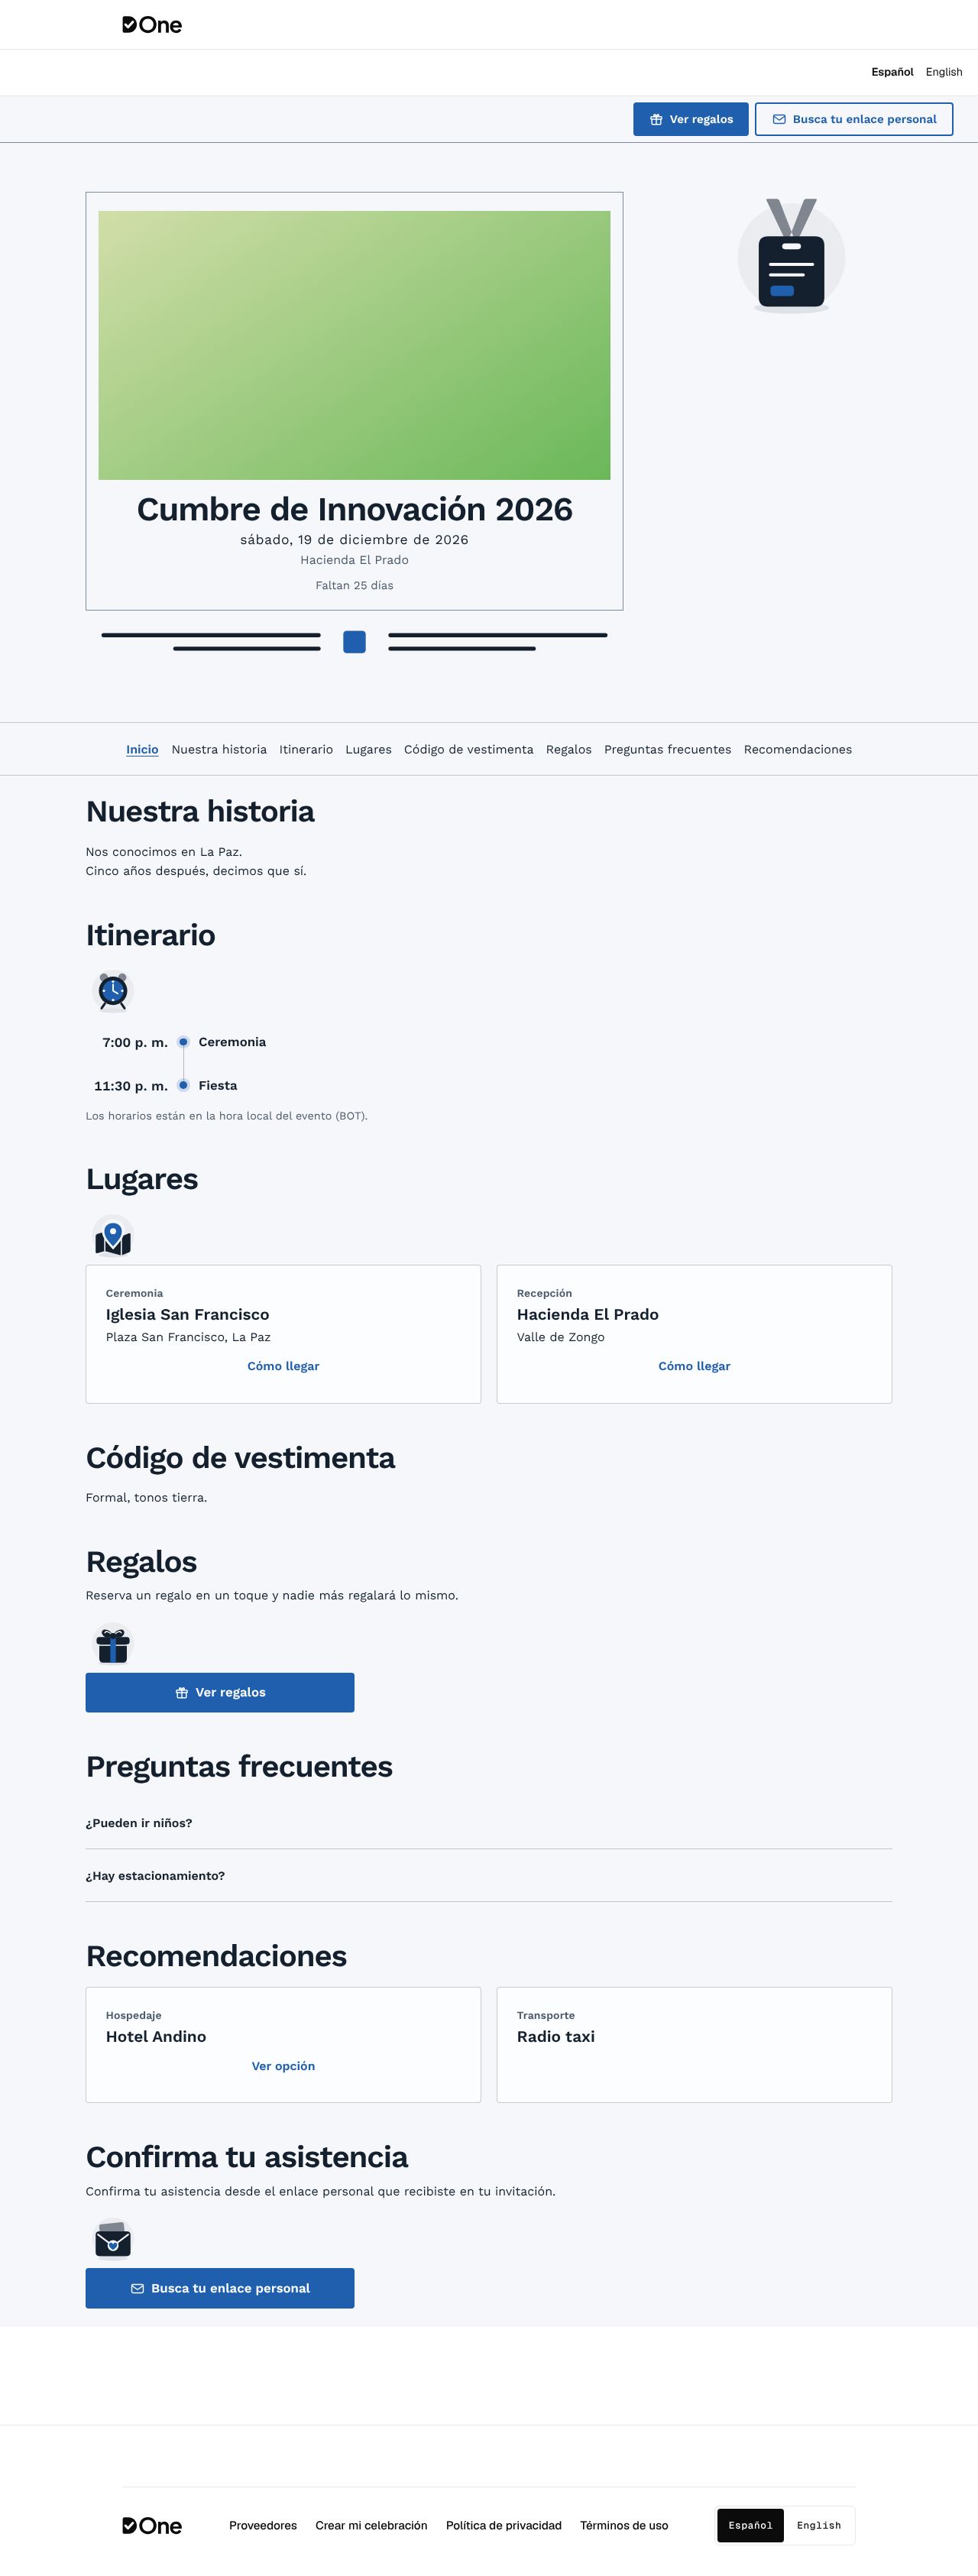 One
Español English
Ver regalos
Busca tu enlace personal
Cumbre de Innovación 2026
sábado, 19 de diciembre de 2026
Hacienda El Prado
Faltan 25 días
Inicio Nuestra historia Itinerario Lugares Código de vestimenta Regalos Preguntas frecuentes Recomendaciones
Nuestra historia
Nos conocimos en La Paz.
Cinco años después, decimos que sí.
Itinerario
7:00 p. m. Ceremonia
11:30 p. m. Fiesta
Los horarios están en la hora local del evento (BOT).
Lugares
Ceremonia
Iglesia San Francisco
Plaza San Francisco, La Paz
Cómo llegar
Recepción
Hacienda El Prado
Valle de Zongo
Cómo llegar
Código de vestimenta
Formal, tonos tierra.
Regalos
Reserva un regalo en un toque y nadie más regalará lo mismo.
Ver regalos
Preguntas frecuentes
¿Pueden ir niños?
¿Hay estacionamiento?
Recomendaciones
Hospedaje
Hotel Andino
Ver opción
Transporte
Radio taxi
Confirma tu asistencia
Confirma tu asistencia desde el enlace personal que recibiste en tu invitación.
Busca tu enlace personal
One
Proveedores Crear mi celebración Política de privacidad Términos de uso
Español English